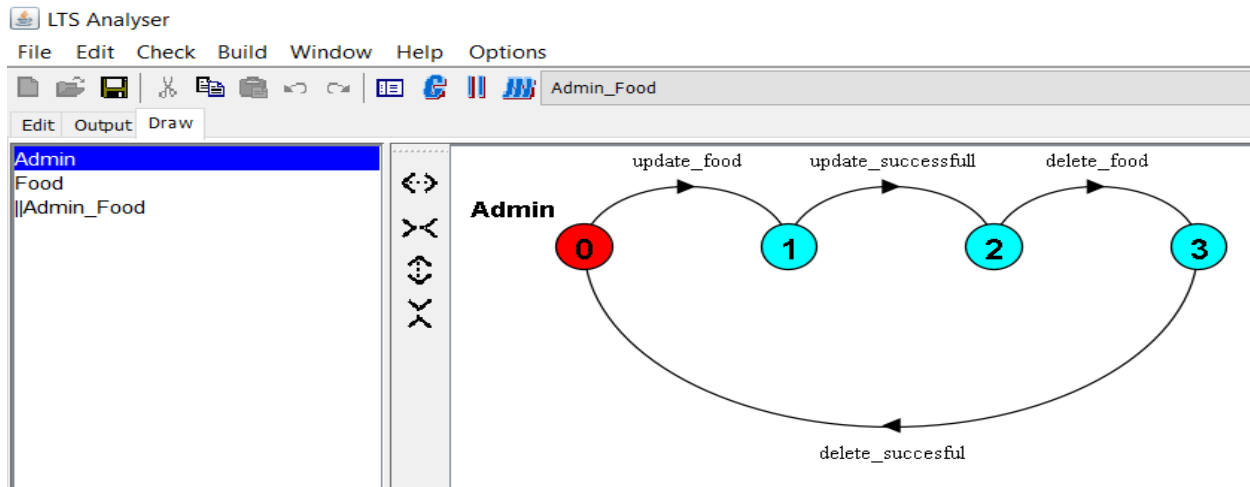 LTS Analyser
File Edit Check Build Window Help Options
Admin_Food
Edit Output Draw
Admin
Food
||Admin_Food
update_food update_successfull delete_food
Admin
0 1 2 3
delete_succesful